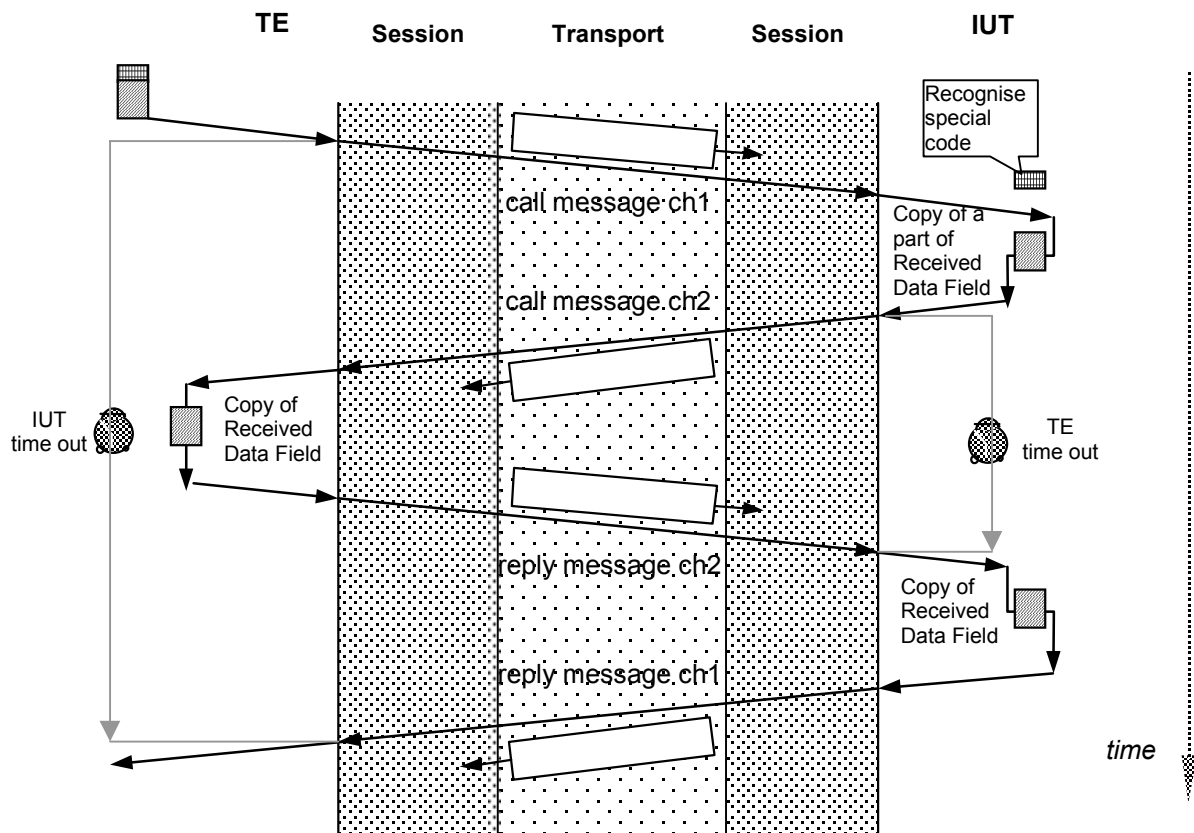 TE
Session
Transport
Session
IUT
Recognise
special
code
call message ch1
Copy of a
part of
Received
Data Field
call message ch2
IUT
time out
Copy of
Received
Data Field
TE
time out
reply message ch2
Copy of
Received
Data Field
reply message ch1
time